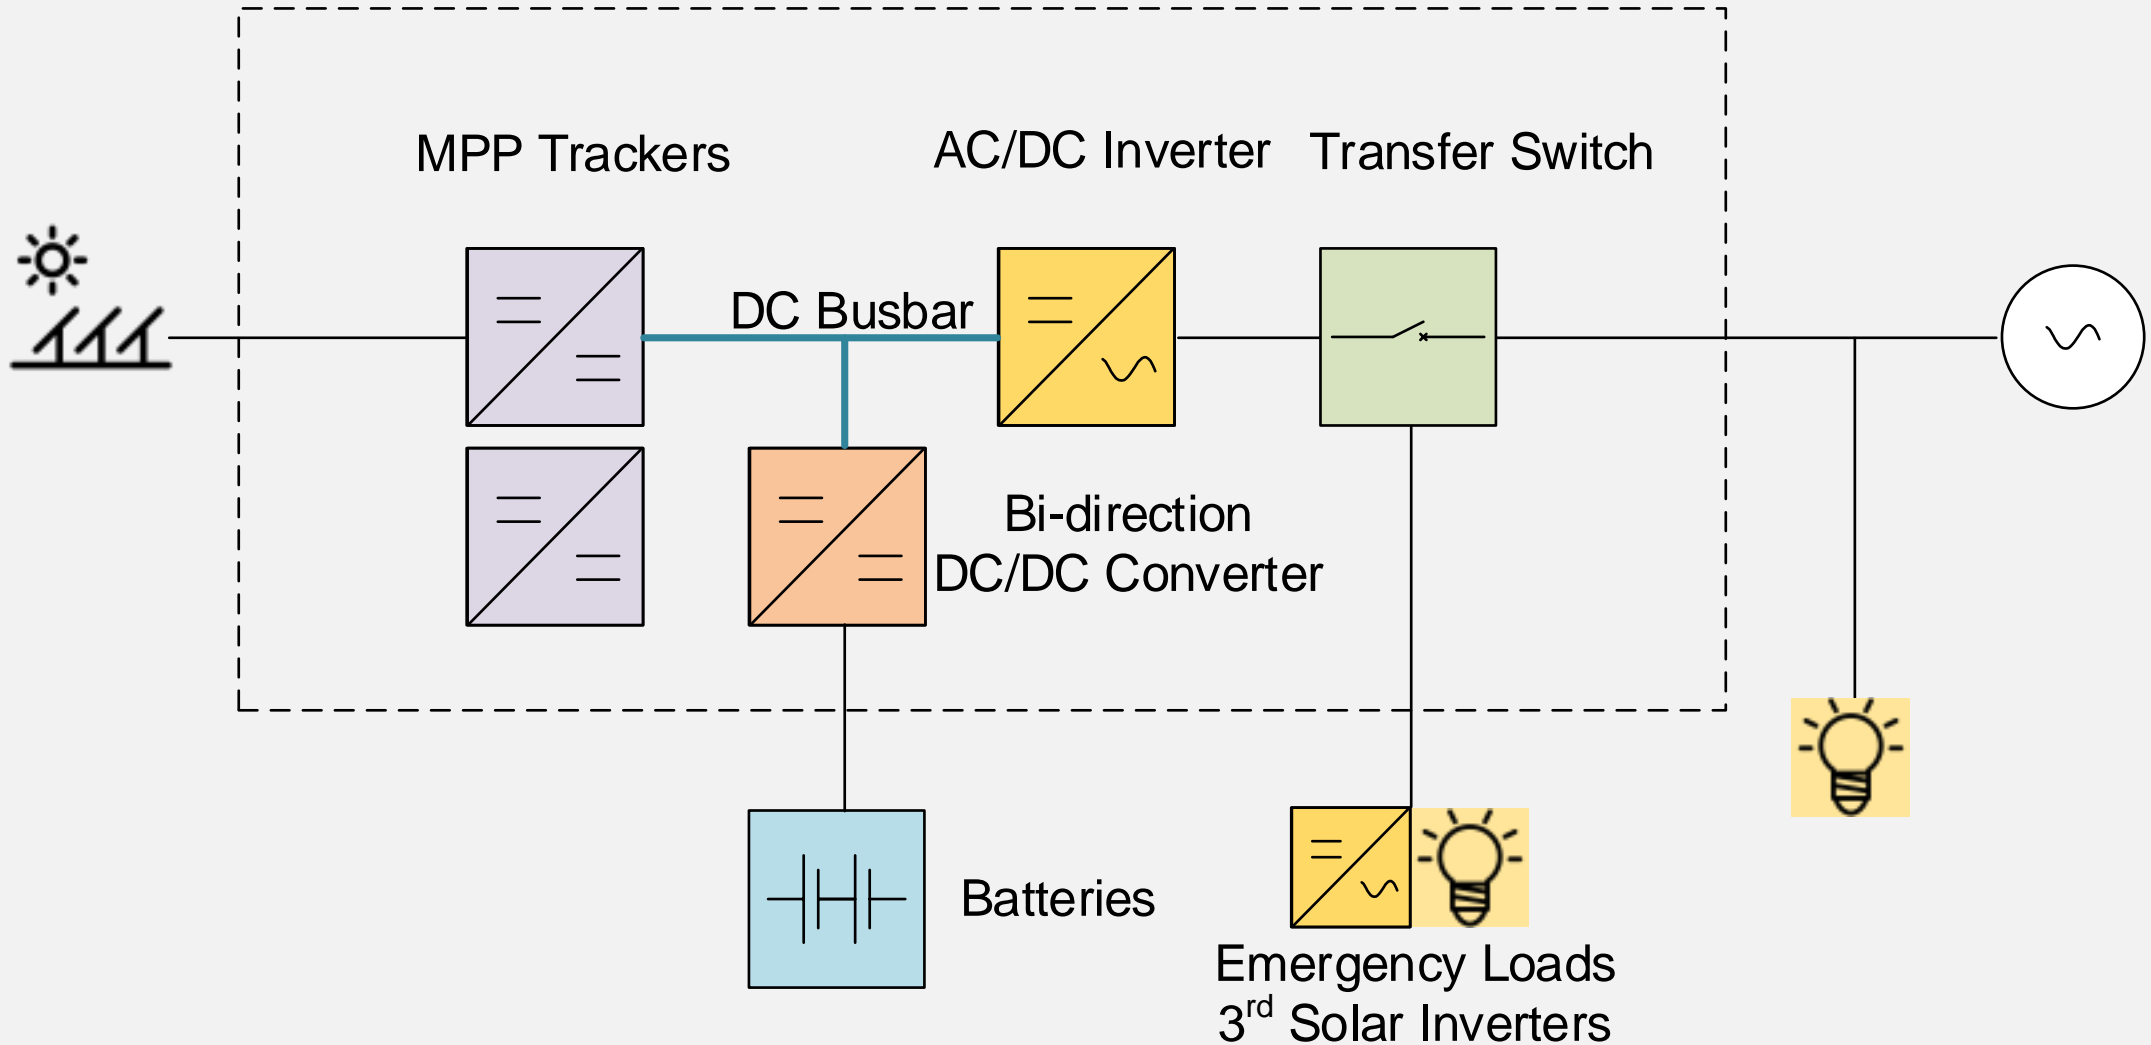 MPP Trackers
AC/DC Inverter
Transfer Switch
DC Busbar
Bi-direction
DC/DC Converter
Batteries
Emergency Loads
3rd Solar Inverters